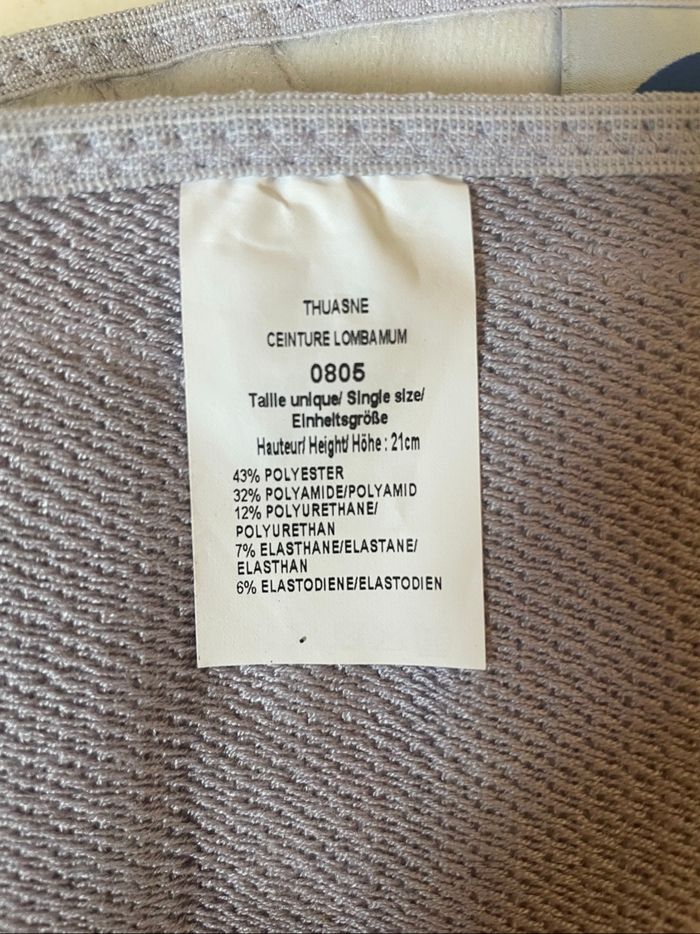 THUASNE
CEINTURE LOMBAMUM
0805
Taille unique/ Single size/
Einheitsgröße
Hauteur/ Height/ Höhe : 21cm
43% POLYESTER
32% POLYAMIDE/POLYAMID
12% POLYURETHANE/
POLYURETHAN
7% ELASTHANE/ELASTANE/
ELASTHAN
6% ELASTODIENE/ELASTODIEN